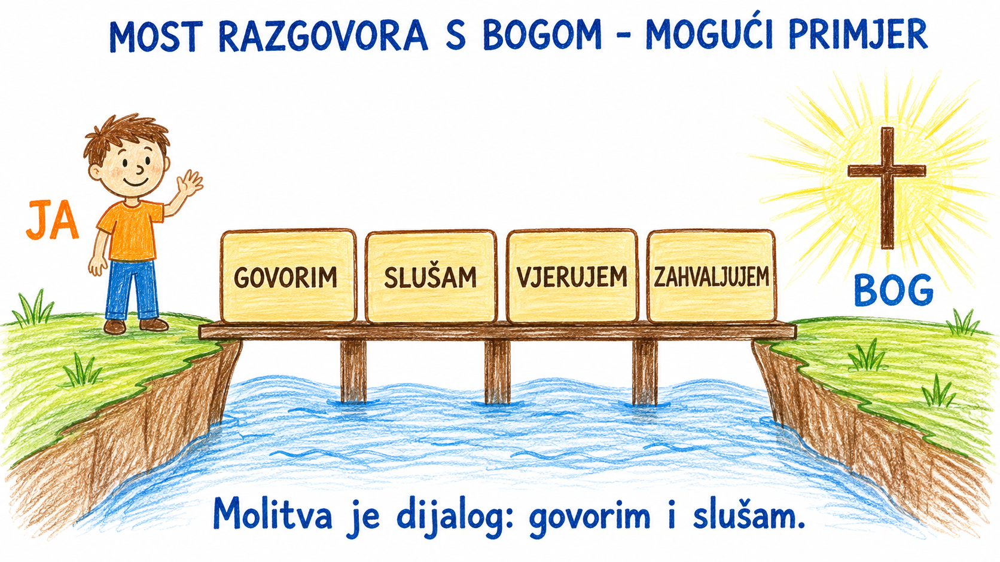 MOST RAZGOVORA S BOGOM - MOGUĆI PRIMJER
JA
GOVORIM
SLUŠAM
VJERUJEM
ZAHVALJUJEM
BOG
Molitva je dijalog: govorim i slušam.